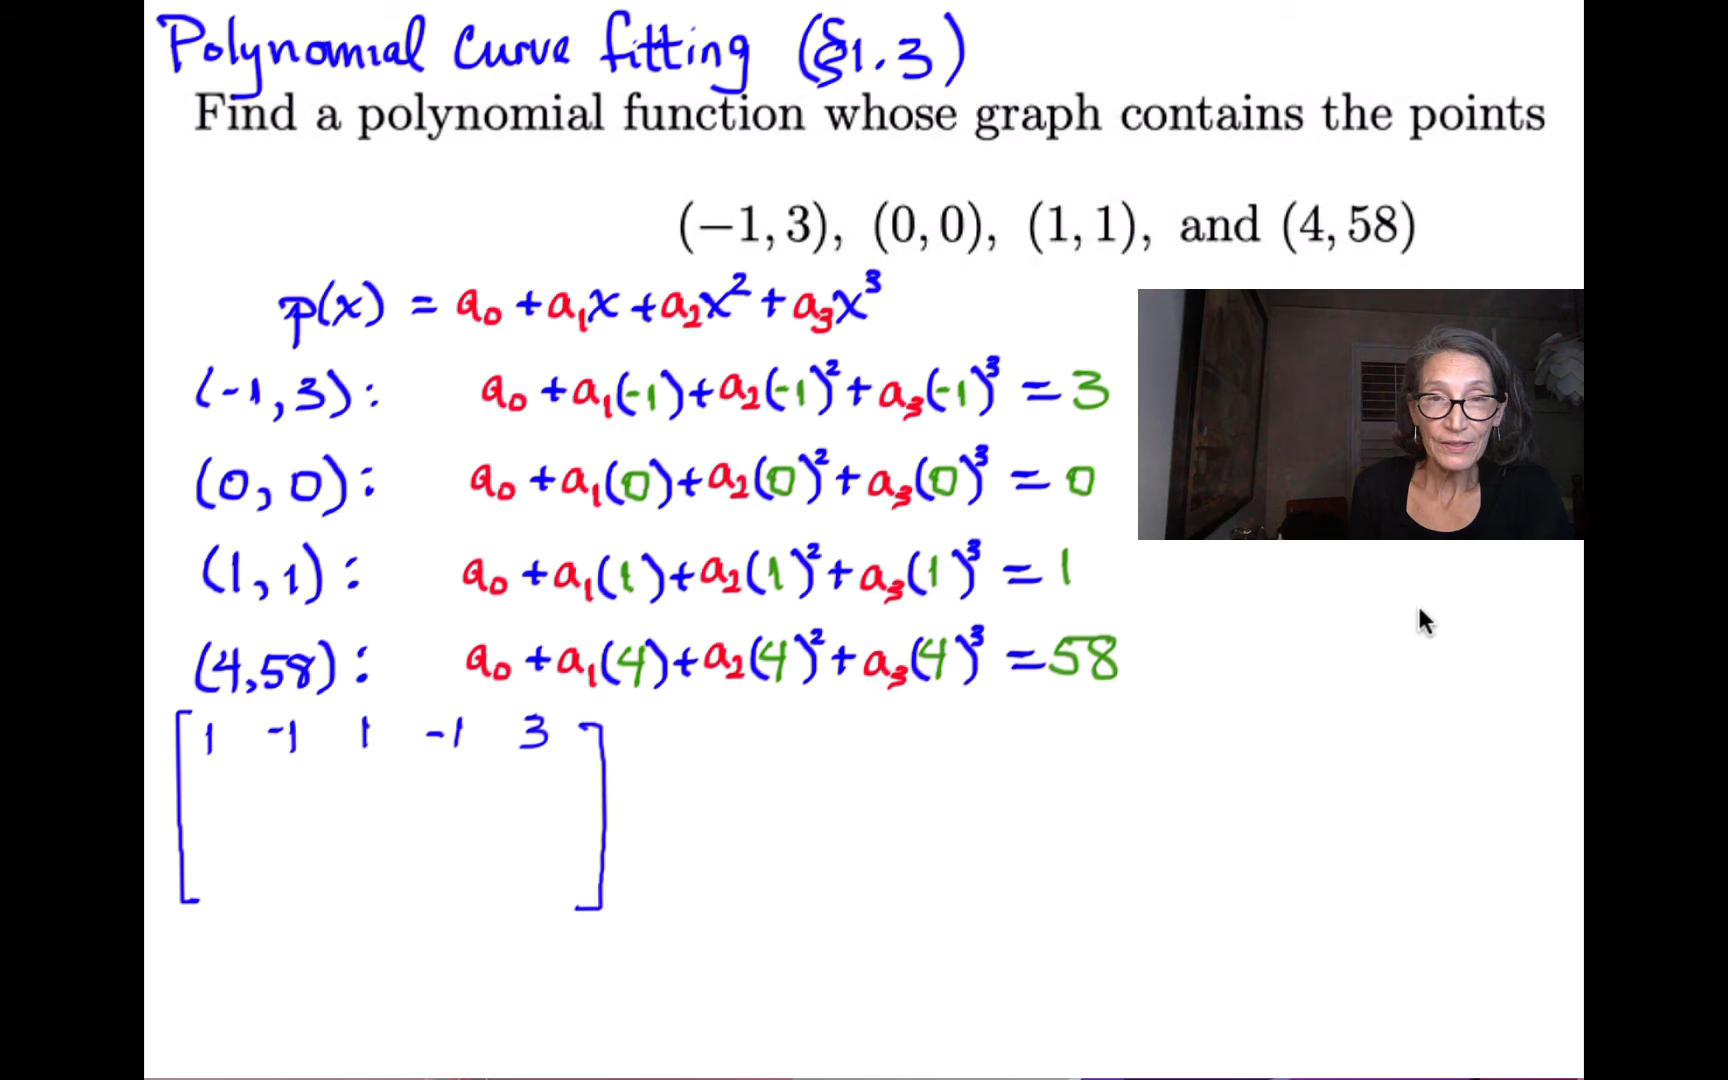 Polynomial Curve fitting (§1.3)
Find a polynomial function whose graph contains the points
(−1, 3), (0, 0), (1, 1), and (4, 58)
p(x) = a₀ + a₁x + a₂x² + a₃x³
(-1, 3): a₀ + a₁(-1) + a₂(-1)² + a₃(-1)³ = 3
(0, 0): a₀ + a₁(0) + a₂(0)² + a₃(0)³ = 0
(1, 1): a₀ + a₁(1) + a₂(1)² + a₃(1)³ = 1
(4, 58): a₀ + a₁(4) + a₂(4)² + a₃(4)³ = 58
[1 -1 1 -1 3]